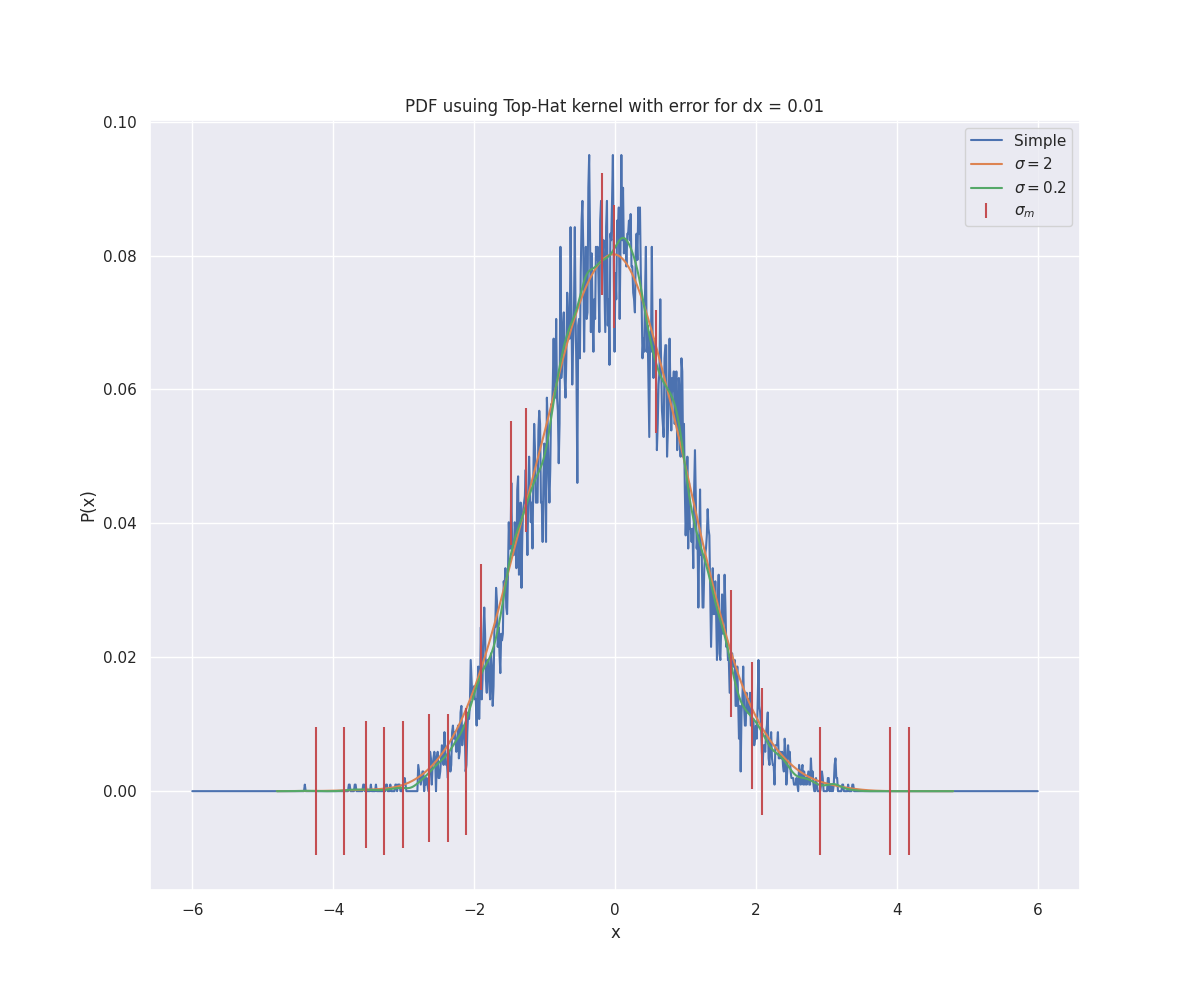 PDF usuing Top-Hat kernel with error for dx = 0.01
Simple
σ = 2
σ = 0.2
σm
P(x)
0.10
0.08
0.06
0.04
0.02
0.00
−6
−4
−2
0
2
4
6
x